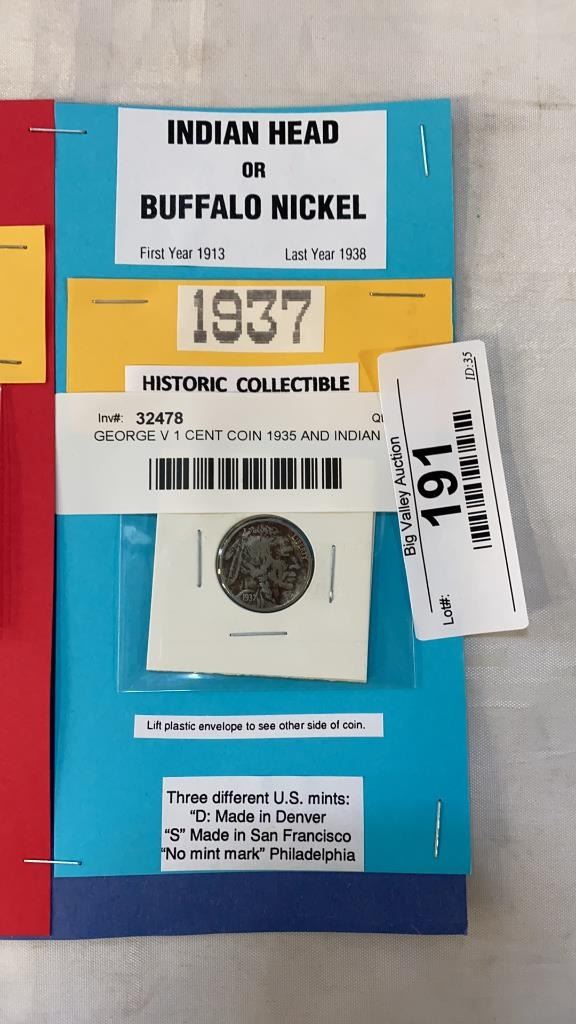 INDIAN HEAD
OR
BUFFALO NICKEL
First Year 1913 Last Year 1938
1937
HISTORIC COLLECTIBLE
Inv#: 32478
GEORGE V 1 CENT COIN 1935 AND INDIAN
Big Valley Auction
Lot#: 191
ID:35
1937
Lift plastic envelope to see other side of coin.
Three different U.S. mints:
"D: Made in Denver
"S" Made in San Francisco
"No mint mark" Philadelphia